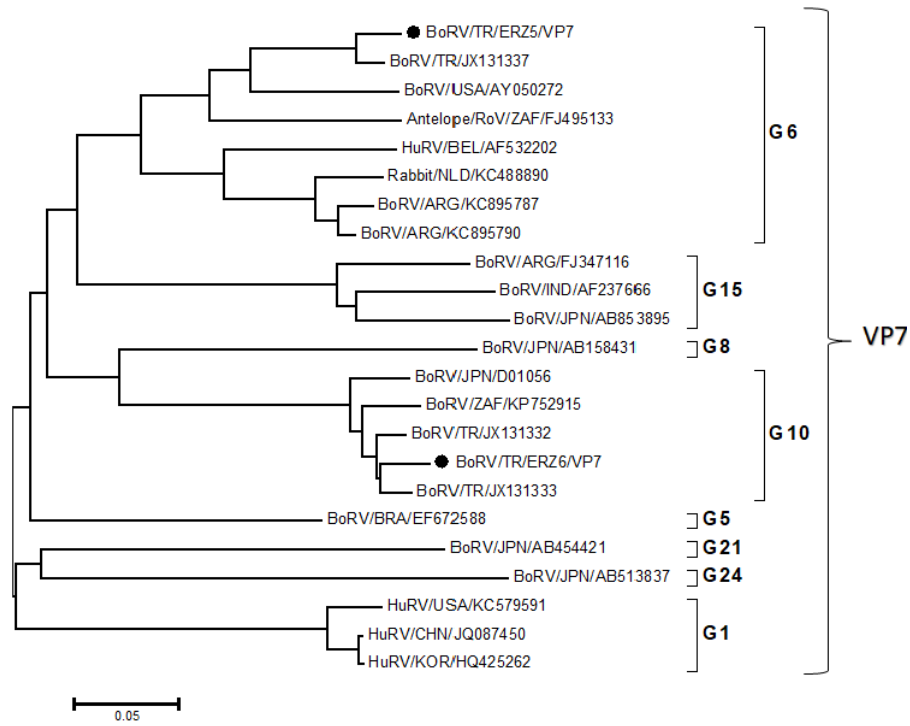 BoRV/TR/ERZ5/VP7
BoRV/TR/JX131337
BoRV/USA/AY050272
Antelope/RoV/ZAF/FJ495133
HuRV/BEL/AF532202
Rabbit/NLD/KC488890
BoRV/ARG/KC895787
BoRV/ARG/KC895790
G6
BoRV/ARG/FJ347116
BoRV/IND/AF237666
BoRV/JPN/AB853895
G15
BoRV/JPN/AB158431
G8
VP7
BoRV/JPN/D01056
BoRV/ZAF/KP752915
BoRV/TR/JX131332
BoRV/TR/ERZ6/VP7
BoRV/TR/JX131333
G10
BoRV/BRA/EF672588
G5
BoRV/JPN/AB454421
G21
BoRV/JPN/AB513837
G24
HuRV/USA/KC579591
HuRV/CHN/JQ087450
HuRV/KOR/HQ425262
G1
0.05